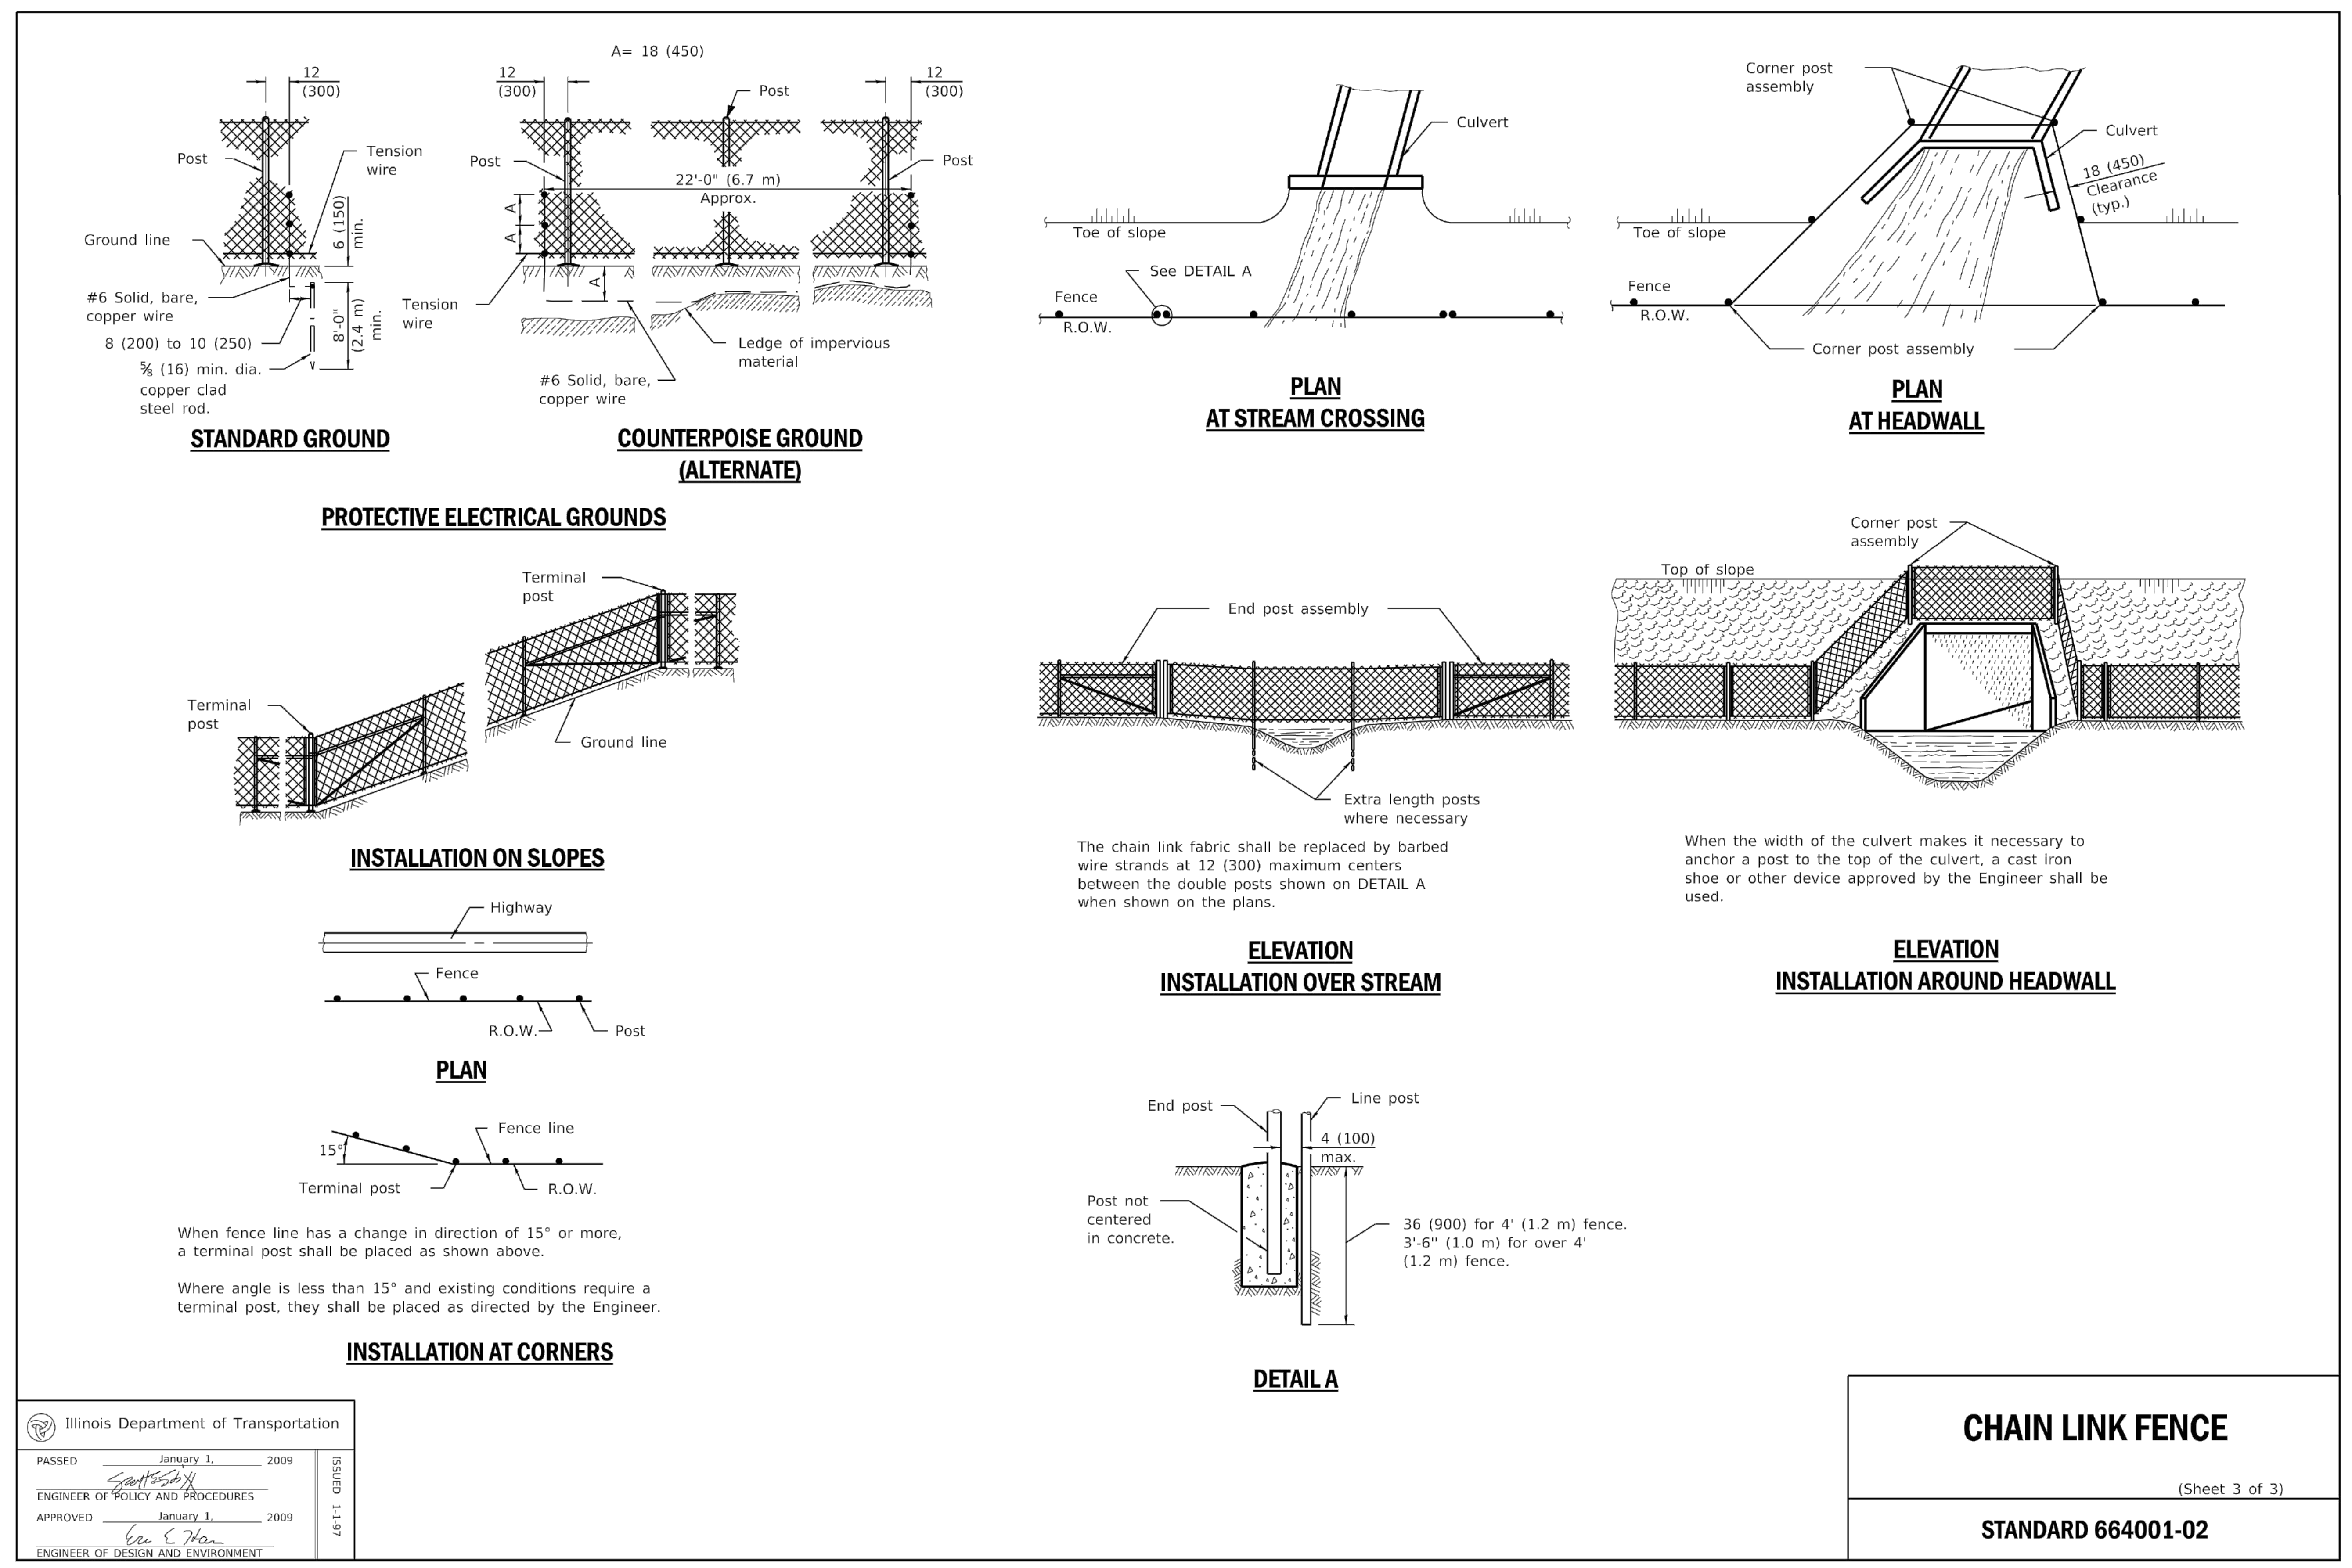 A= 18 (450)
12
(300)
Post
Tension
wire
Ground line
6 (150)
min.
#6 Solid, bare,
copper wire
8'-0"
(2.4 m)
min.
8 (200) to 10 (250)
⅝ (16) min. dia.
copper clad
steel rod.
STANDARD GROUND
12
(300)
Post
12
(300)
Post
Post
22'-0" (6.7 m)
Approx.
A
A
A
Tension
wire
Ledge of impervious
material
#6 Solid, bare,
copper wire
COUNTERPOISE GROUND
(ALTERNATE)
PROTECTIVE ELECTRICAL GROUNDS
Culvert
Toe of slope
See DETAIL A
Fence
R.O.W.
PLAN
AT STREAM CROSSING
Corner post
assembly
Culvert
18 (450)
Clearance
(typ.)
Toe of slope
Fence
R.O.W.
Corner post assembly
PLAN
AT HEADWALL
Terminal
post
Terminal
post
Ground line
INSTALLATION ON SLOPES
End post assembly
Extra length posts
where necessary
The chain link fabric shall be replaced by barbed
wire strands at 12 (300) maximum centers
between the double posts shown on DETAIL A
when shown on the plans.
ELEVATION
INSTALLATION OVER STREAM
Corner post
assembly
Top of slope
When the width of the culvert makes it necessary to
anchor a post to the top of the culvert, a cast iron
shoe or other device approved by the Engineer shall be
used.
ELEVATION
INSTALLATION AROUND HEADWALL
Highway
Fence
R.O.W.
Post
PLAN
15°
Fence line
Terminal post
R.O.W.
When fence line has a change in direction of 15° or more,
a terminal post shall be placed as shown above.
Where angle is less than 15° and existing conditions require a
terminal post, they shall be placed as directed by the Engineer.
INSTALLATION AT CORNERS
End post
Line post
4 (100)
max.
Post not
centered
in concrete.
36 (900) for 4' (1.2 m) fence.
3'-6'' (1.0 m) for over 4'
(1.2 m) fence.
DETAIL A
Illinois Department of Transportation
PASSED January 1, 2009
ENGINEER OF POLICY AND PROCEDURES
APPROVED January 1, 2009
ENGINEER OF DESIGN AND ENVIRONMENT
ISSUED 1-1-97
CHAIN LINK FENCE
(Sheet 3 of 3)
STANDARD 664001-02